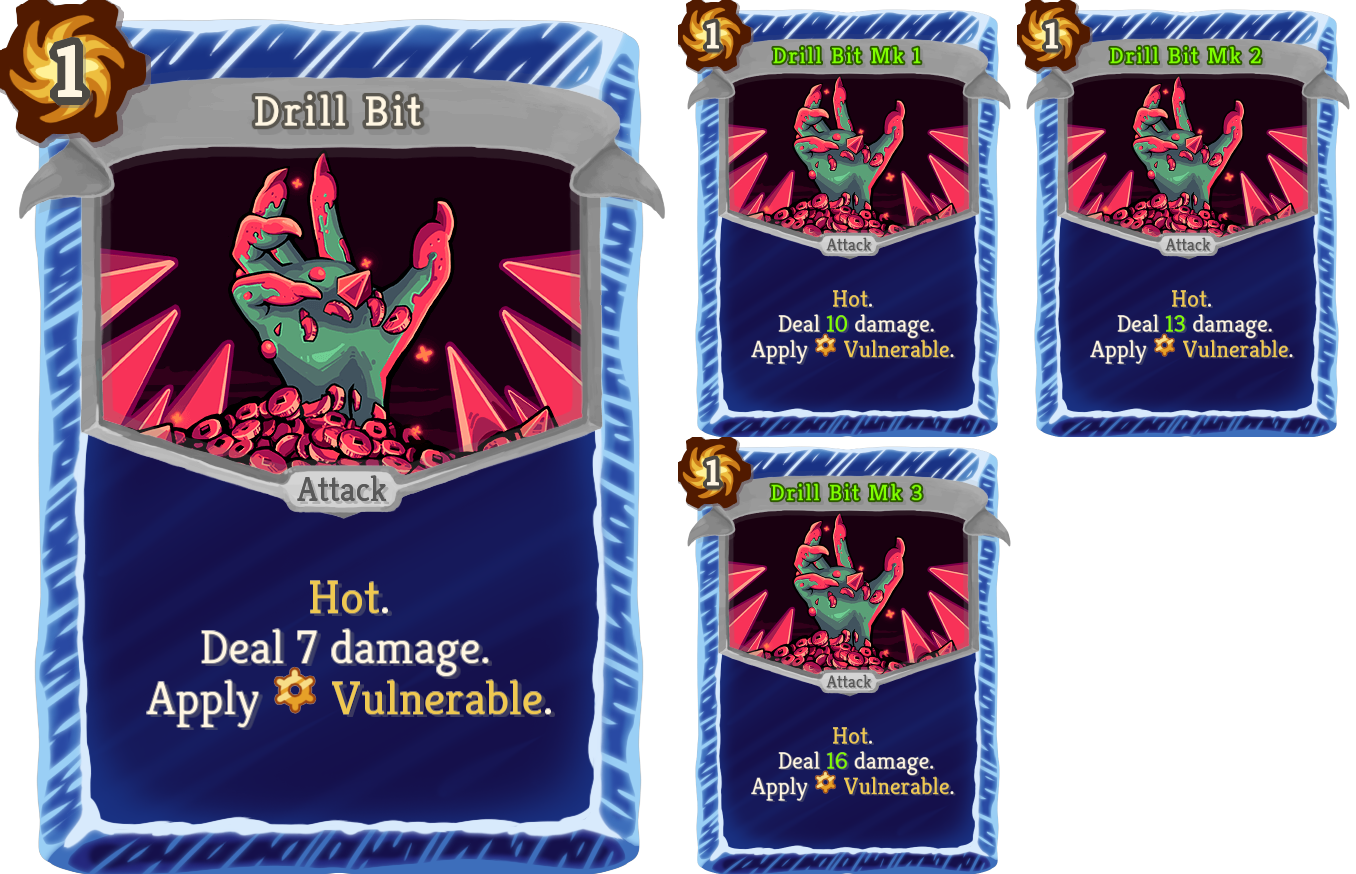 1
Drill Bit
Attack
Hot.
Deal 7 damage.
Apply Vulnerable.
1
Drill Bit Mk 1
Attack
Hot.
Deal 10 damage.
Apply Vulnerable.
1
Drill Bit Mk 2
Attack
Hot.
Deal 13 damage.
Apply Vulnerable.
1
Drill Bit Mk 3
Attack
Hot.
Deal 16 damage.
Apply Vulnerable.